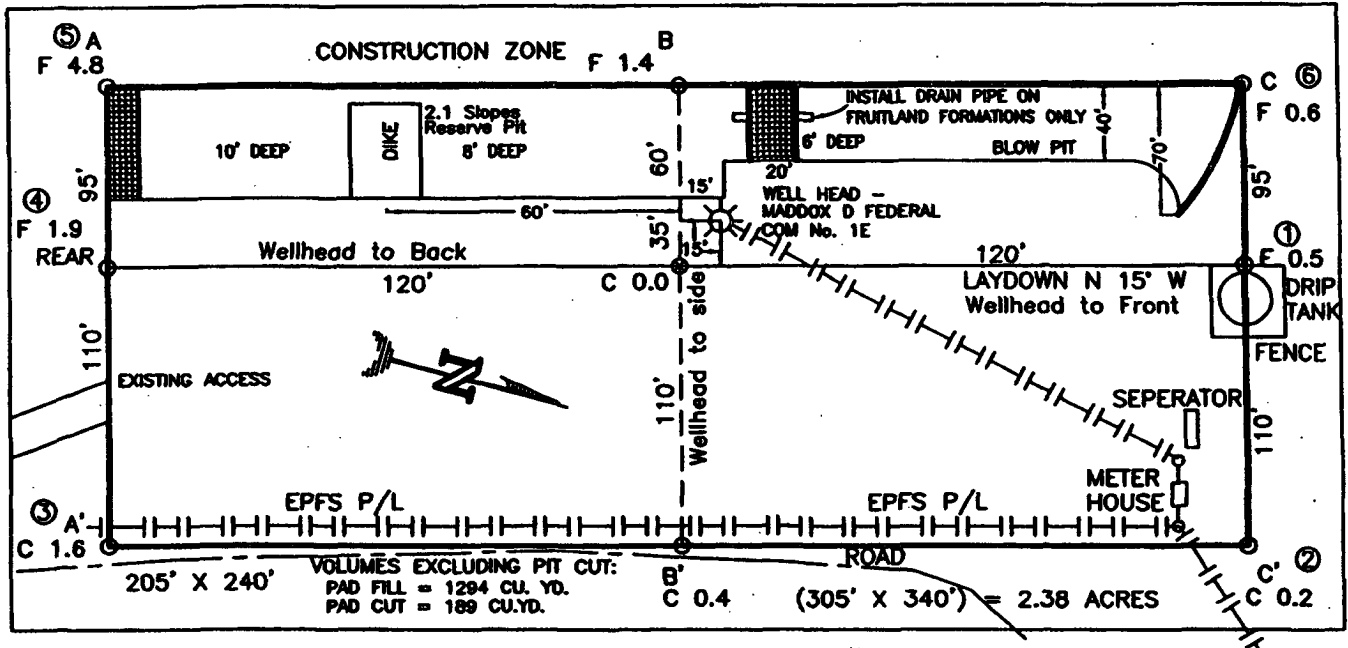 ⑤ A
F 4.8
CONSTRUCTION ZONE
B
F 1.4
C ⑥
F 0.6
INSTALL DRAIN PIPE ON
FRUITLAND FORMATIONS ONLY
6' DEEP
BLOW PIT
40'
70'
20'
2.1 Slopes
Reserve Pit
DIKE
10' DEEP
8' DEEP
95'
60'
15'
WELL HEAD -
MADDOX D FEDERAL
COM No. 1E
95'
④
F 1.9
REAR
60'
35'
15'
Wellhead to Back
120'
C 0.0
120'
LAYDOWN N 15° W
Wellhead to Front
①
F 0.5
DRIP
TANK
FENCE
110'
EXISTING ACCESS
N
110'
Wellhead to side
SEPERATOR
110'
METER
HOUSE
③ A'
C 1.6
EPFS P/L
EPFS P/L
ROAD
205' X 240'
VOLUMES EXCLUDING PIT CUT:
PAD FILL = 1294 CU. YD.
PAD CUT = 189 CU.YD.
B'
C 0.4
(305' X 340') = 2.38 ACRES
C' ②
C 0.2